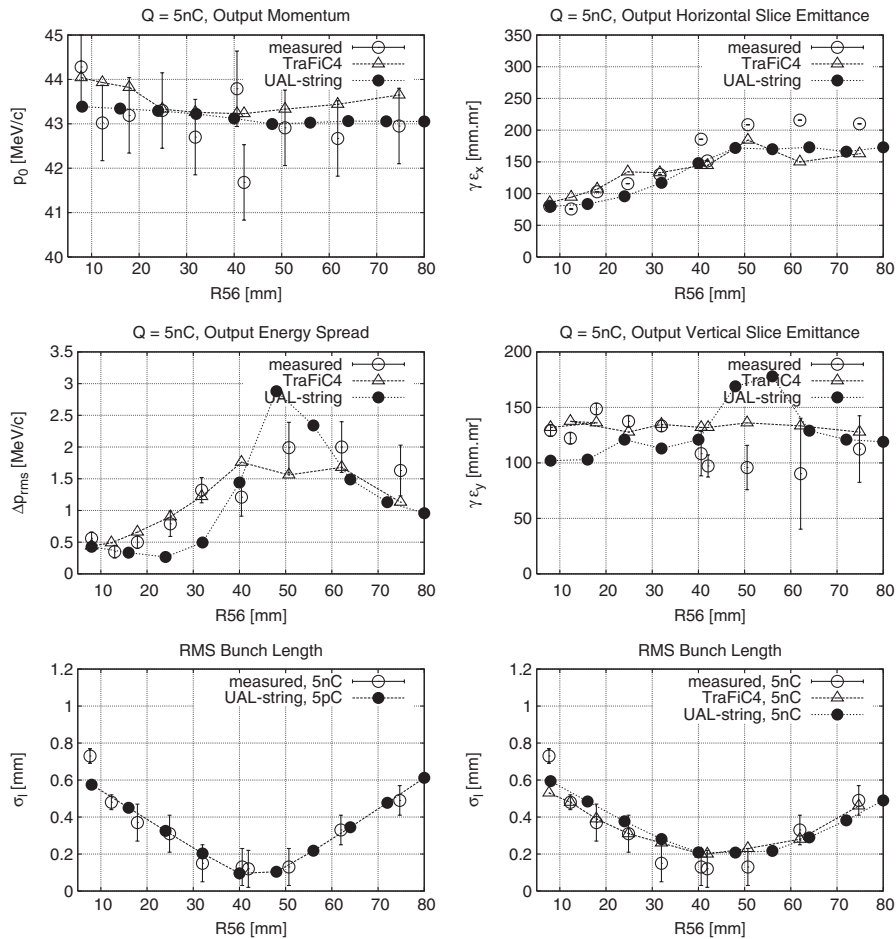 Q = 5nC, Output Momentum
measured
TraFiC4
UAL-string
p0 [MeV/c]
45
44
43
42
41
40
10 20 30 40 50 60 70 80
R56 [mm]
Q = 5nC, Output Horizontal Slice Emittance
measured
TraFiC4
UAL-string
γ εx [mm.mr]
350
300
250
200
150
100
50
0
10 20 30 40 50 60 70 80
R56 [mm]
Q = 5nC, Output Energy Spread
measured
TraFiC4
UAL-string
Δprms [MeV/c]
3.5
3
2.5
2
1.5
1
0.5
0
10 20 30 40 50 60 70 80
R56 [mm]
Q = 5nC, Output Vertical Slice Emittance
measured
TraFiC4
UAL-string
γ εy [mm.mr]
200
150
100
50
0
10 20 30 40 50 60 70 80
R56 [mm]
RMS Bunch Length
measured, 5nC
UAL-string, 5pC
σl [mm]
1.2
1
0.8
0.6
0.4
0.2
0
10 20 30 40 50 60 70 80
R56 [mm]
RMS Bunch Length
measured, 5nC
TraFiC4, 5nC
UAL-string, 5nC
σl [mm]
1.2
1
0.8
0.6
0.4
0.2
0
10 20 30 40 50 60 70 80
R56 [mm]